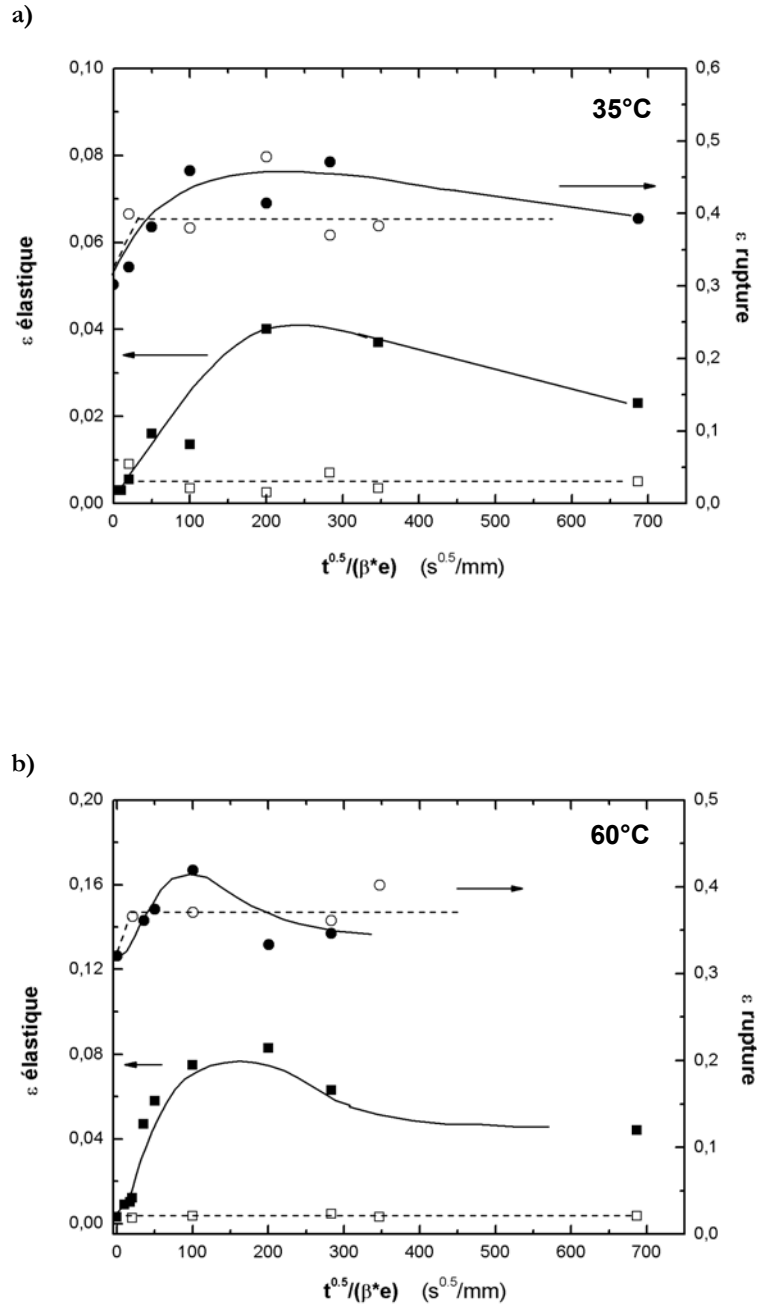 a)
35°C
0,10
0,08
0,06
0,04
0,02
0,00
ε élastique
0,6
0,5
0,4
0,3
0,2
0,1
0,0
ε rupture
0 100 200 300 400 500 600 700
t^0.5/(β*e) (s^0.5/mm)
b)
60°C
0,20
0,16
0,12
0,08
0,04
0,00
ε élastique
0,5
0,4
0,3
0,2
0,1
0,0
ε rupture
0 100 200 300 400 500 600 700
t^0.5/(β*e) (s^0.5/mm)